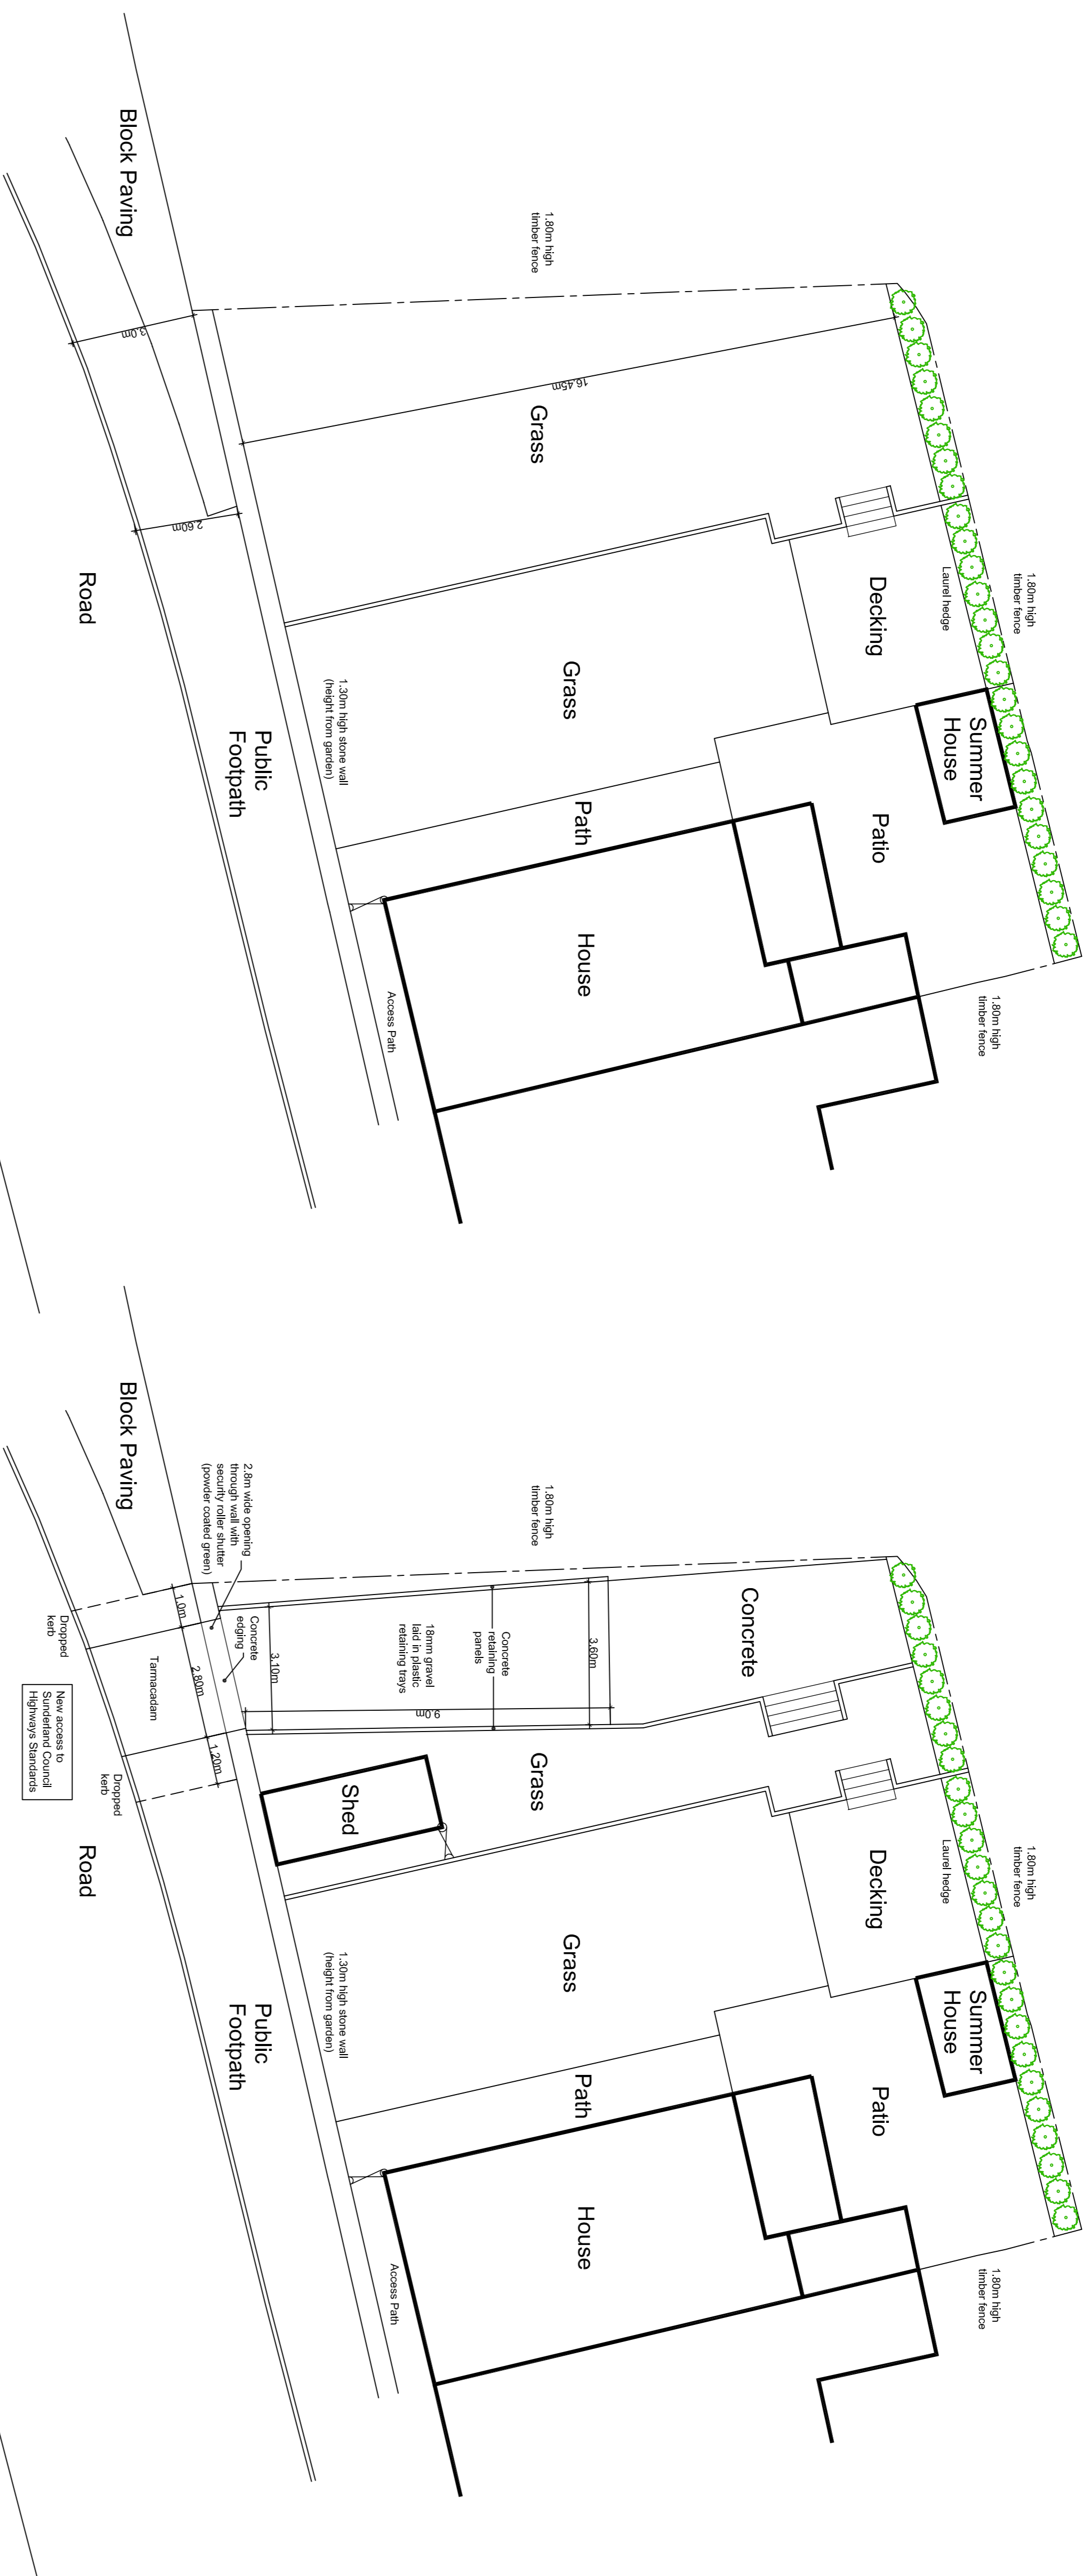 1.80m high
timber fence
1.80m high
timber fence
Laurel hedge
Summer
House
Decking
Patio
1.80m high
timber fence
16.45m
Grass
Grass
Path
House
1.30m high stone wall
(height from garden)
Access Path
Public
Footpath
Block Paving
3.0m
2.60m
Road
1.80m high
timber fence
1.80m high
timber fence
Laurel hedge
Summer
House
Decking
Patio
1.80m high
timber fence
Concrete
3.60m
Concrete
retaining
panels
18mm gravel
laid in plastic
retaining trays
9.0m
3.10m
Grass
Grass
Path
House
Shed
1.30m high stone wall
(height from garden)
Access Path
Concrete
edging
2.8m wide opening
through wall with
security roller shutter
(powder coated green)
Public
Footpath
Block Paving
1.0m
2.80m
1.20m
Tarmacadam
Dropped
kerb
Dropped
kerb
Road
New access to
Sunderland Council
Highways Standards